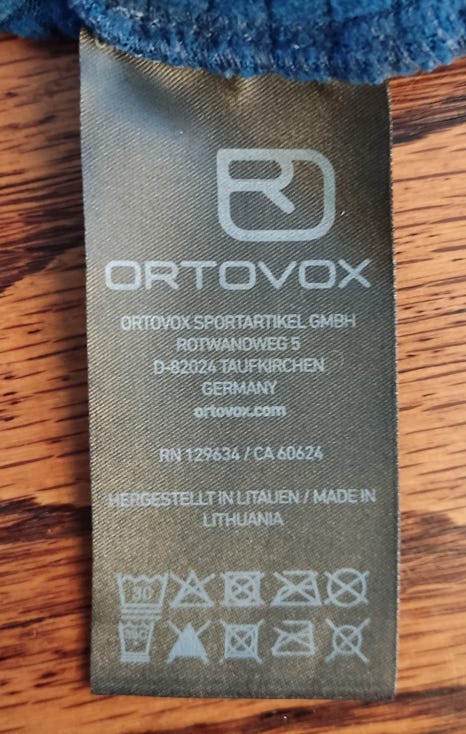 ORTOVOX
ORTOVOX SPORTARTIKEL GMBH
ROTWANDWEG 5
D-82024 TAUFKIRCHEN
GERMANY
ortovox.com
RN 129634 / CA 60624
HERGESTELLT IN LITAUEN / MADE IN
LITHUANIA
30